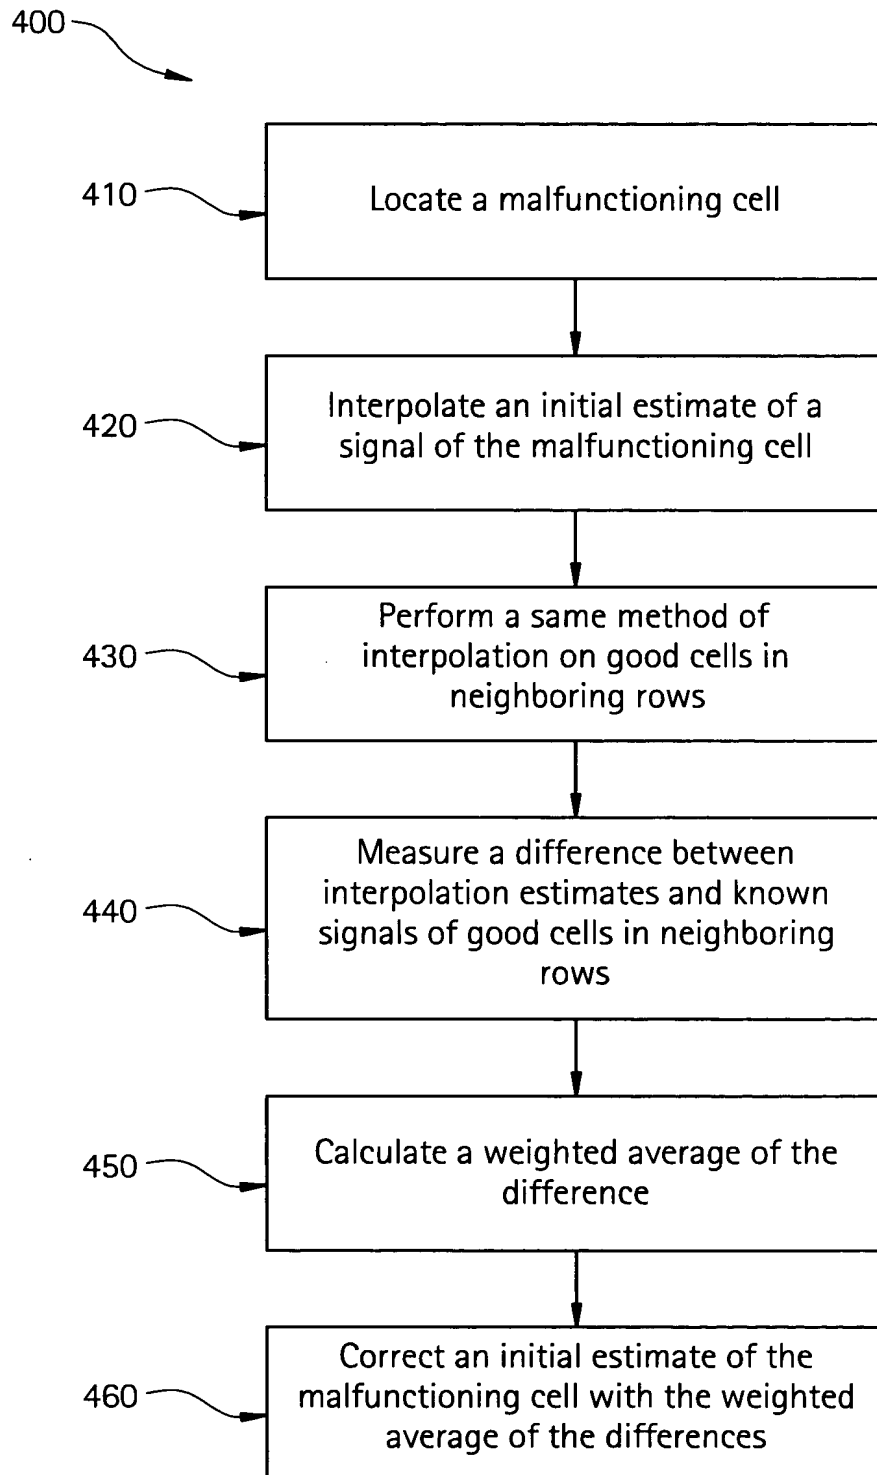 400
410
Locate a malfunctioning cell
420
Interpolate an initial estimate of a
signal of the malfunctioning cell
430
Perform a same method of
interpolation on good cells in
neighboring rows
440
Measure a difference between
interpolation estimates and known
signals of good cells in neighboring
rows
450
Calculate a weighted average of the
difference
460
Correct an initial estimate of the
malfunctioning cell with the weighted
average of the differences